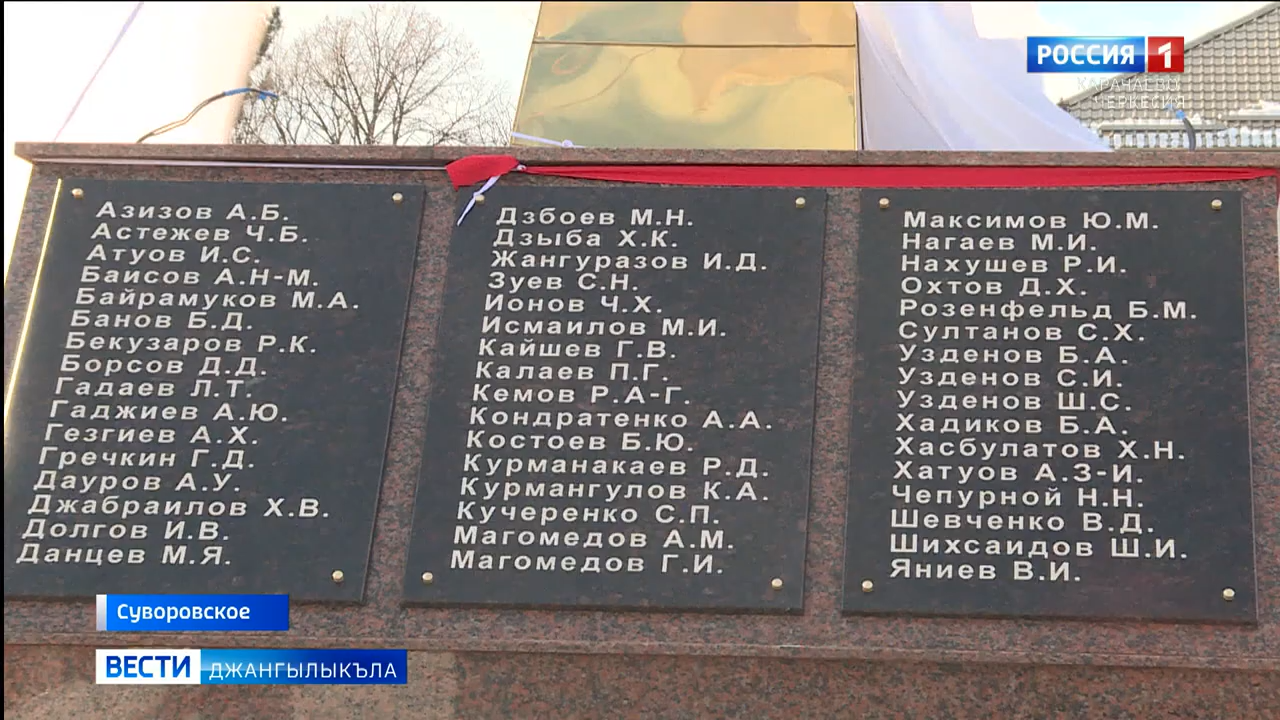 РОССИЯ 1
КАРАЧАЕВО
ЧЕРКЕСИЯ
Азизов А.Б.
Астежев Ч.Б.
Атуов И.С.
Баисов А.Н-М.
Байрамуков М.А.
Банов Б.Д.
Бекузаров Р.К.
Борсов Д.Д.
Гадаев Л.Т.
Гаджиев А.Ю.
Гезгиев А.Х.
Гречкин Г.Д.
Дауров А.У.
Джабраилов Х.В.
Долгов И.В.
Данцев М.Я.
Дзбоев М.Н.
Дзыба Х.К.
Жангуразов И.Д.
Зуев С.Н.
Ионов Ч.Х.
Исмаилов М.И.
Кайшев Г.В.
Калаев П.Г.
Кемов Р.А-Г.
Кондратенко А.А.
Костоев Б.Ю.
Курманакаев Р.Д.
Курмангулов К.А.
Кучеренко С.П.
Магомедов А.М.
Магомедов Г.И.
Максимов Ю.М.
Нагаев М.И.
Нахушев Р.И.
Охтов Д.Х.
Розенфельд Б.М.
Султанов С.Х.
Узденов Б.А.
Узденов С.И.
Узденов Ш.С.
Хадиков Б.А.
Хасбулатов Х.Н.
Хатуов А.З-И.
Чепурной Н.Н.
Шевченко В.Д.
Шихсаидов Ш.И.
Яниев В.И.
Суворовское
ВЕСТИ ДЖАНГЫЛЫКЪЛА